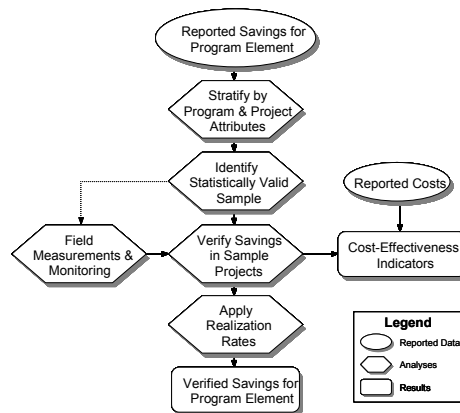 Reported Savings for
Program Element
Stratify by
Program & Project
Attributes
Identify
Statistically Valid
Sample
Reported Costs
Field
Measurements &
Monitoring
Verify Savings
in Sample
Projects
Cost-Effectiveness
Indicators
Apply
Realization
Rates
Verified Savings for
Program Element
Legend
Reported Data
Analyses
Results